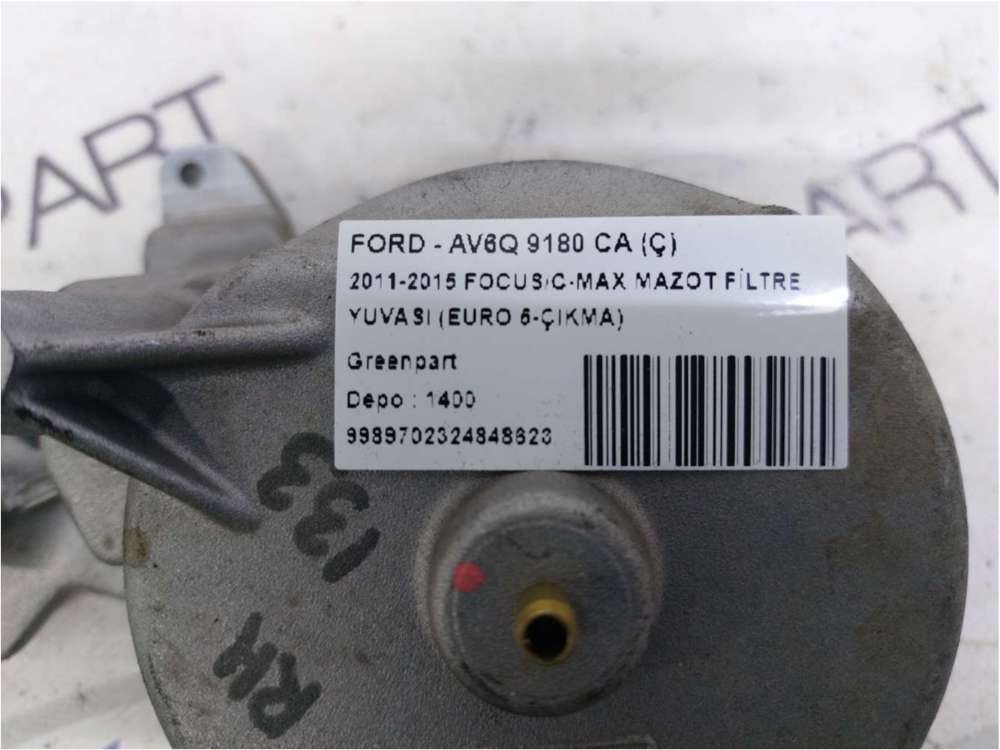 PART
PART
FORD - AV6Q 9180 CA (Ç)
2011-2015 FOCUS/C-MAX MAZOT FİLTRE
YUVASI (EURO 5-ÇIKMA)
Greenpart
Depo : 1400
9989702324848623
133
RH